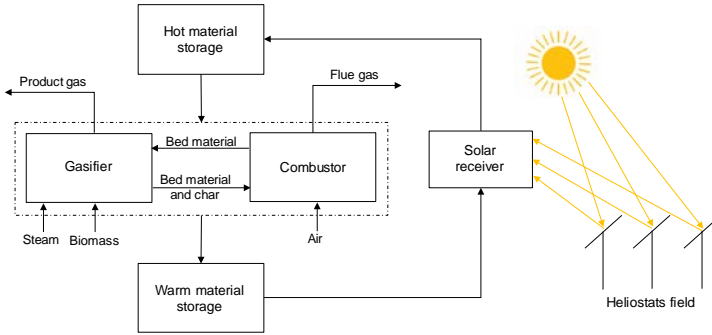 Hot material
storage
Product gas
Flue gas
Gasifier
Bed material
Bed material
and char
Combustor
Solar
receiver
Steam
Biomass
Air
Warm material
storage
Heliostats field